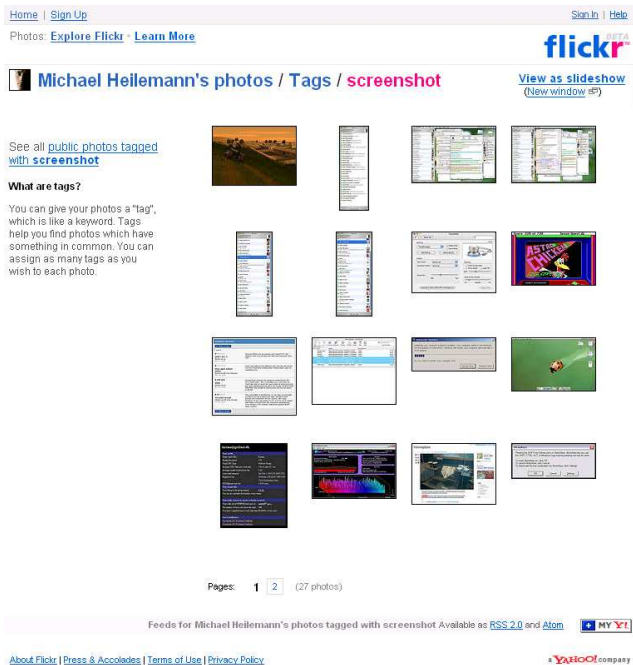 Home | Sign Up
Sign In | Help
Photos: Explore Flickr • Learn More
flickr BETA
Michael Heilemann's photos / Tags / screenshot
View as slideshow
(New window)
See all public photos tagged
with screenshot
What are tags?
You can give your photos a "tag",
which is like a keyword. Tags
help you find photos which have
something in common. You can
assign as many tags as you
wish to each photo.
ASTRO
CHICKEN
Pages: 1 2 (27 photos)
Feeds for Michael Heilemann's photos tagged with screenshot Available as RSS 2.0 and Atom
+ MY Y!
About Flickr | Press & Accolades | Terms of Use | Privacy Policy
a YAHOO! company